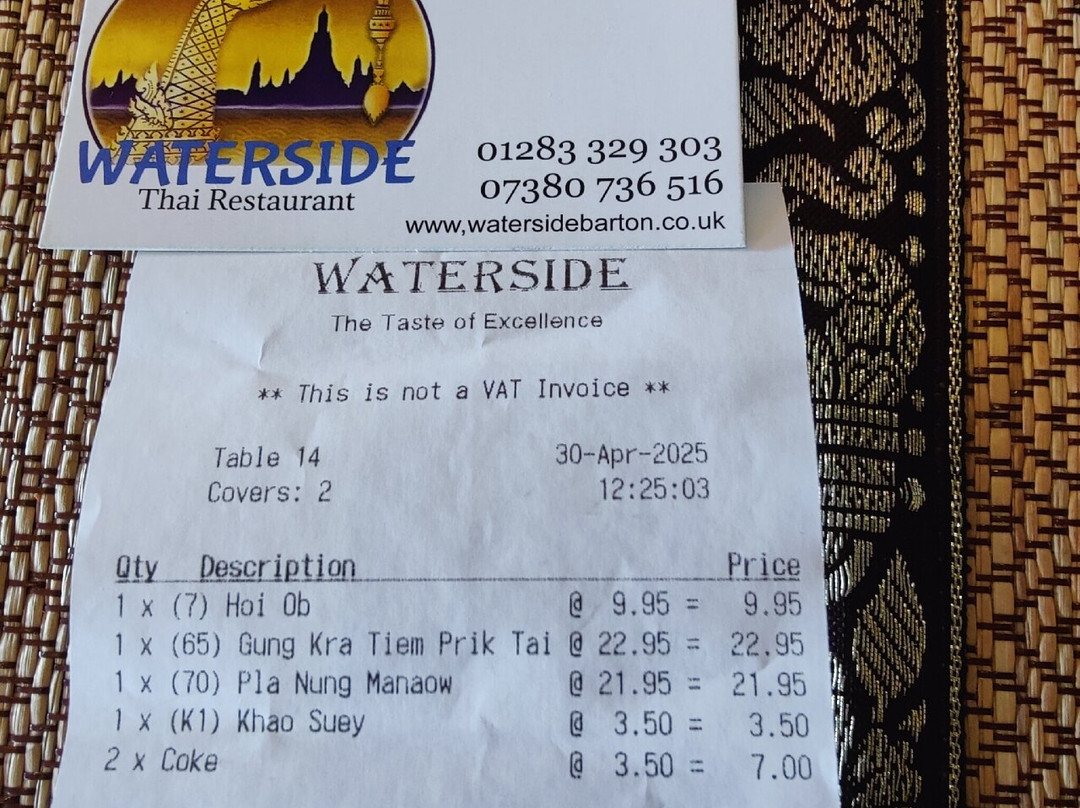 WATERSIDE
Thai Restaurant
01283 329 303
07380 736 516
www,watersidebarton.co.uk
WATERSIDE
The Taste of Excellence
** This is not a VAT Invoice **
Table 14 30-Apr-2025
Covers: 2 12:25:03
Qty Description Price
1 x (7) Hoi Ob @ 9.95 = 9.95
1 x (65) Gung Kra Tiem Prik Tai @ 22.95 = 22.95
1 x (70) Pla Nung Manaow @ 21.95 = 21.95
1 x (K1) Khao Suey @ 3.50 = 3.50
2 x Coke @ 3.50 = 7.00